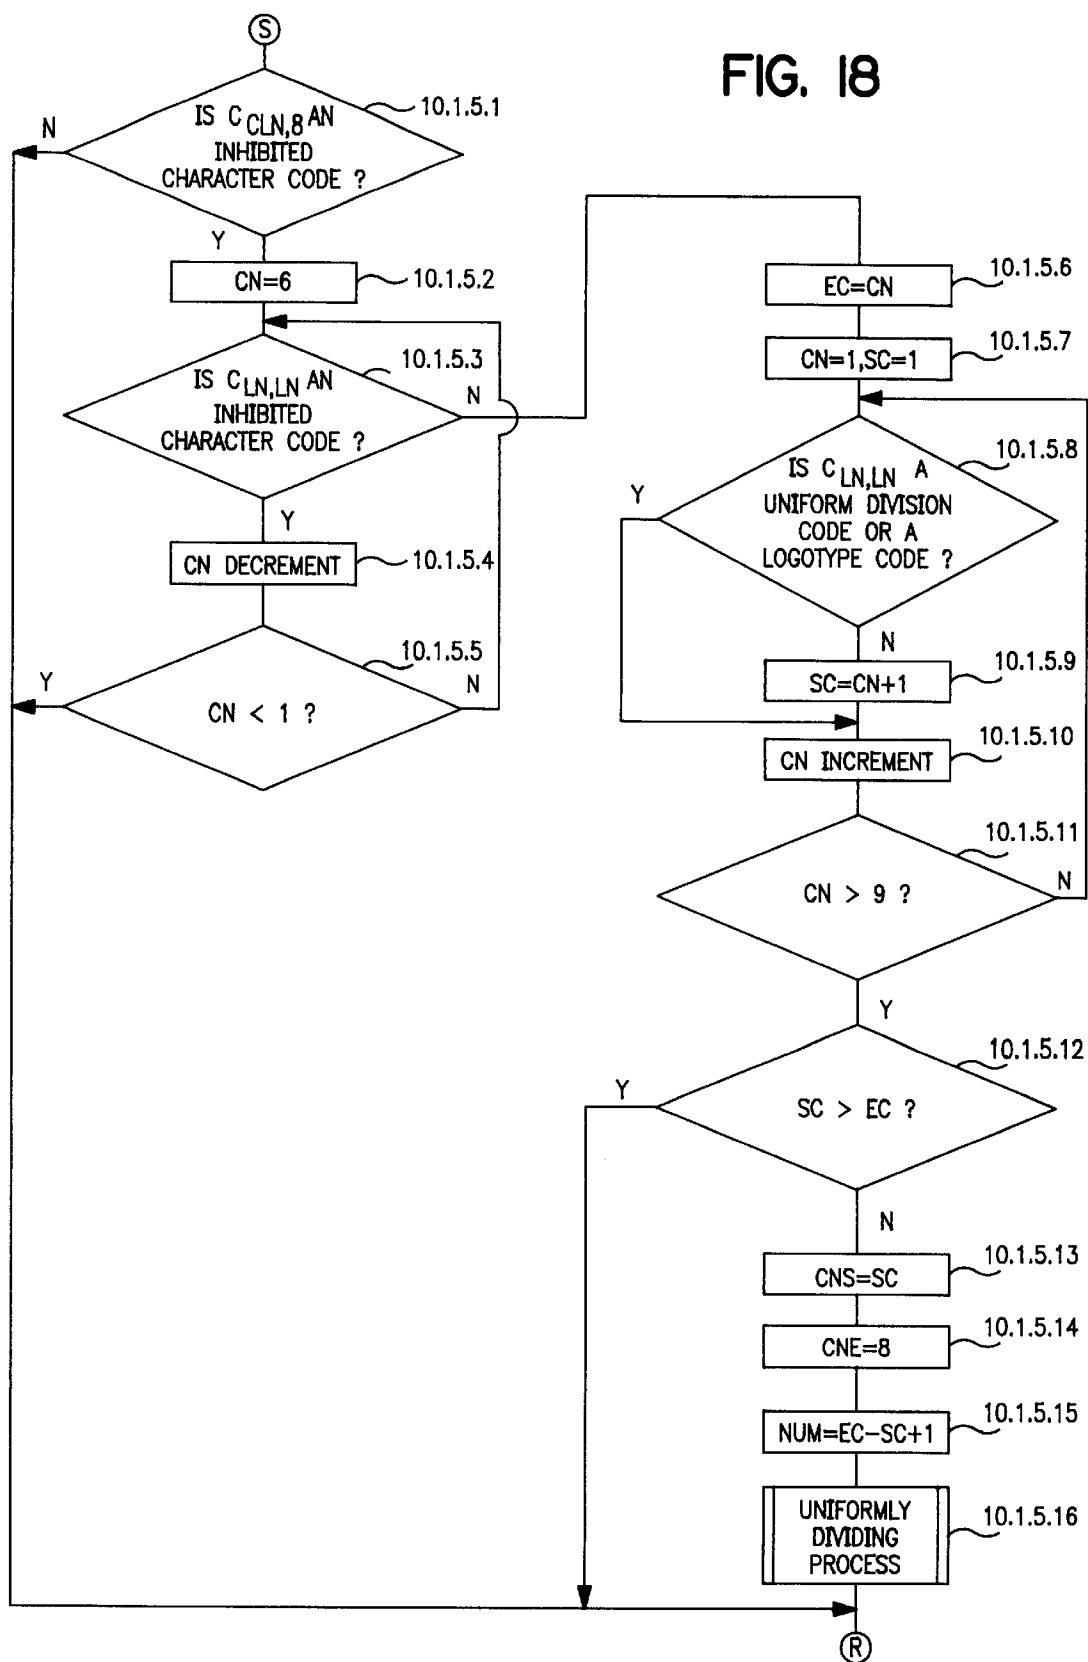 FIG. 18
S
IS C CLN,8 AN
INHIBITED
CHARACTER CODE ?
10.1.5.1
N
Y
CN=6
10.1.5.2
IS C LN,LN AN
INHIBITED
CHARACTER CODE ?
10.1.5.3
N
Y
CN DECREMENT
10.1.5.4
CN < 1 ?
10.1.5.5
Y
N
EC=CN
10.1.5.6
CN=1,SC=1
10.1.5.7
IS C LN,LN A
UNIFORM DIVISION
CODE OR A
LOGOTYPE CODE ?
10.1.5.8
Y
N
SC=CN+1
10.1.5.9
CN INCREMENT
10.1.5.10
CN > 9 ?
10.1.5.11
N
Y
SC > EC ?
10.1.5.12
Y
N
CNS=SC
10.1.5.13
CNE=8
10.1.5.14
NUM=EC-SC+1
10.1.5.15
UNIFORMLY
DIVIDING
PROCESS
10.1.5.16
R